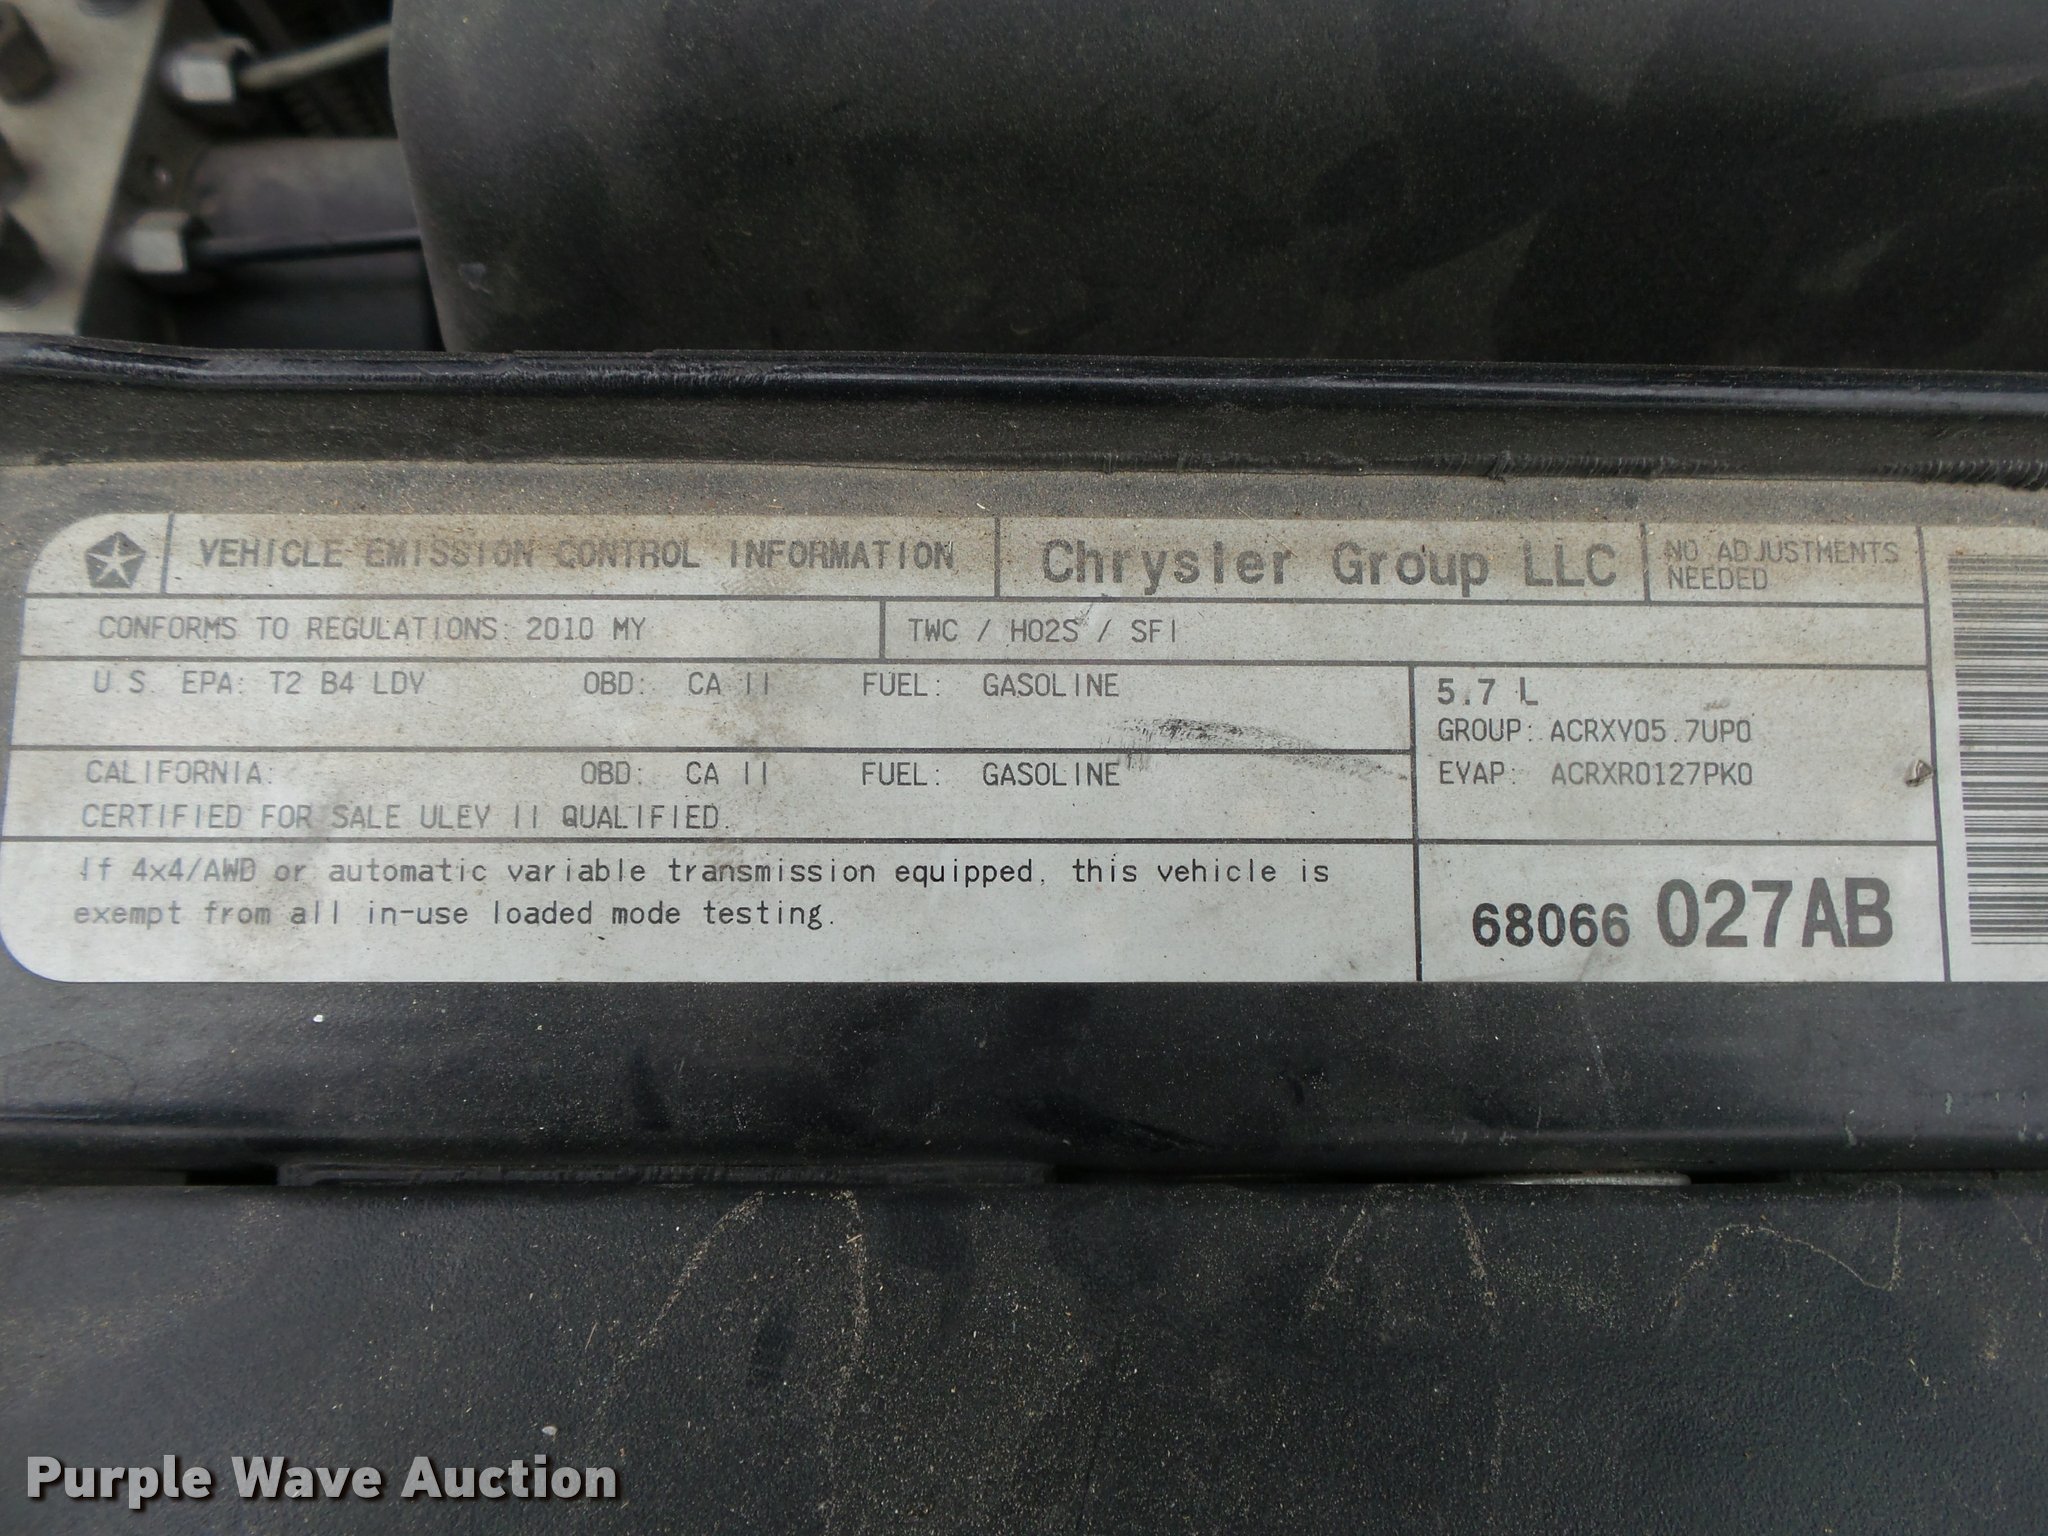 VEHICLE EMISSION CONTROL INFORMATION
Chrysler Group LLC
NO ADJUSTMENTS
NEEDED
CONFORMS TO REGULATIONS: 2010 MY
TWC / HO2S / SFI
U.S. EPA: T2 B4 LDV OBD: CA II FUEL: GASOLINE
CALIFORNIA: OBD: CA II FUEL: GASOLINE
CERTIFIED FOR SALE ULEV II QUALIFIED.
5.7 L
GROUP: ACRXV05.7UP0
EVAP: ACRXR0127PK0
If 4x4/AWD or automatic variable transmission equipped, this vehicle is
exempt from all in-use loaded mode testing.
68066 027AB
Purple Wave Auction